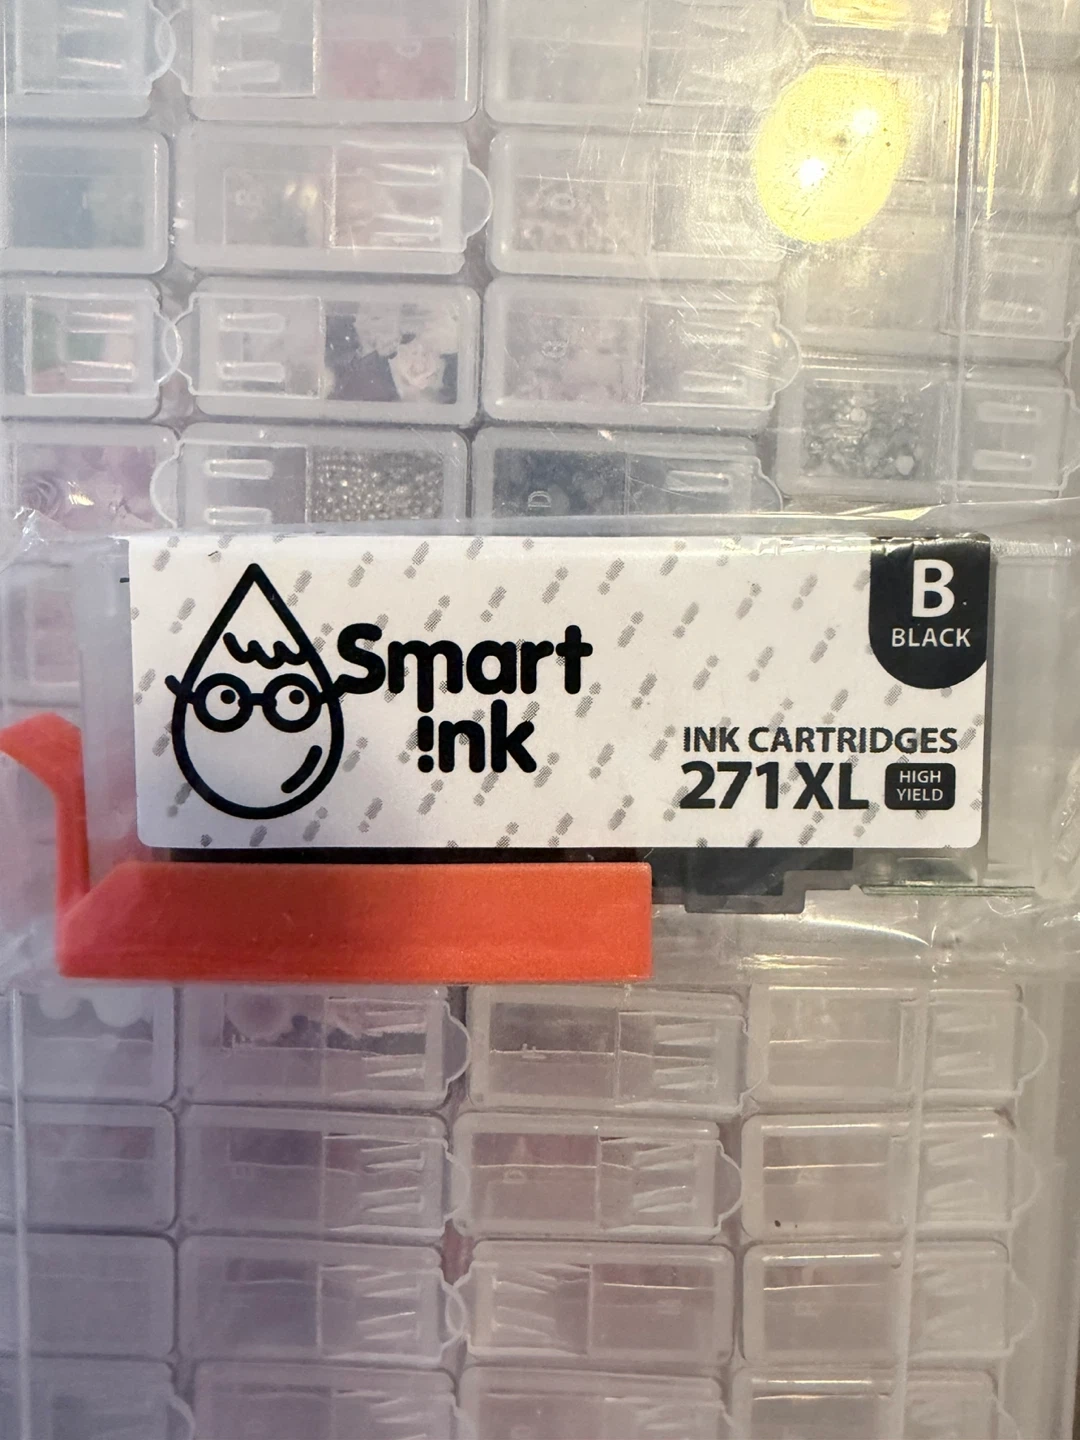 Smart
ink
B
BLACK
INK CARTRIDGES
271XL HIGH
YIELD